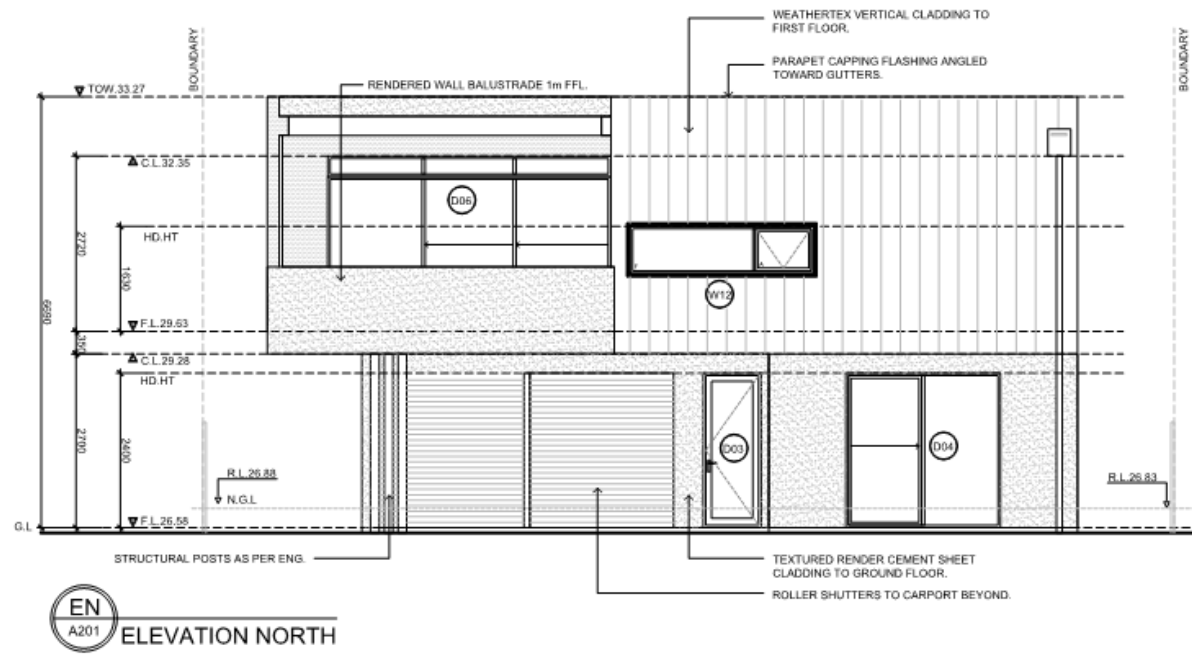 WEATHERTEX VERTICAL CLADDING TO
FIRST FLOOR.
BOUNDARY
BOUNDARY
PARAPET CAPPING FLASHING ANGLED
TOWARD GUTTERS.
RENDERED WALL BALUSTRADE 1m FFL.
TOW.33.27
C.L.32.35
D06
HD.HT
2720
1630
W12
6690
F.L.29.63
350
C.L.29.28
HD.HT
2700
2400
D03
D04
R.L.26.88
R.L.26.83
N.G.L
F.L.26.58
G.L
STRUCTURAL POSTS AS PER ENG.
TEXTURED RENDER CEMENT SHEET
CLADDING TO GROUND FLOOR.
ROLLER SHUTTERS TO CARPORT BEYOND.
EN
A201
ELEVATION NORTH